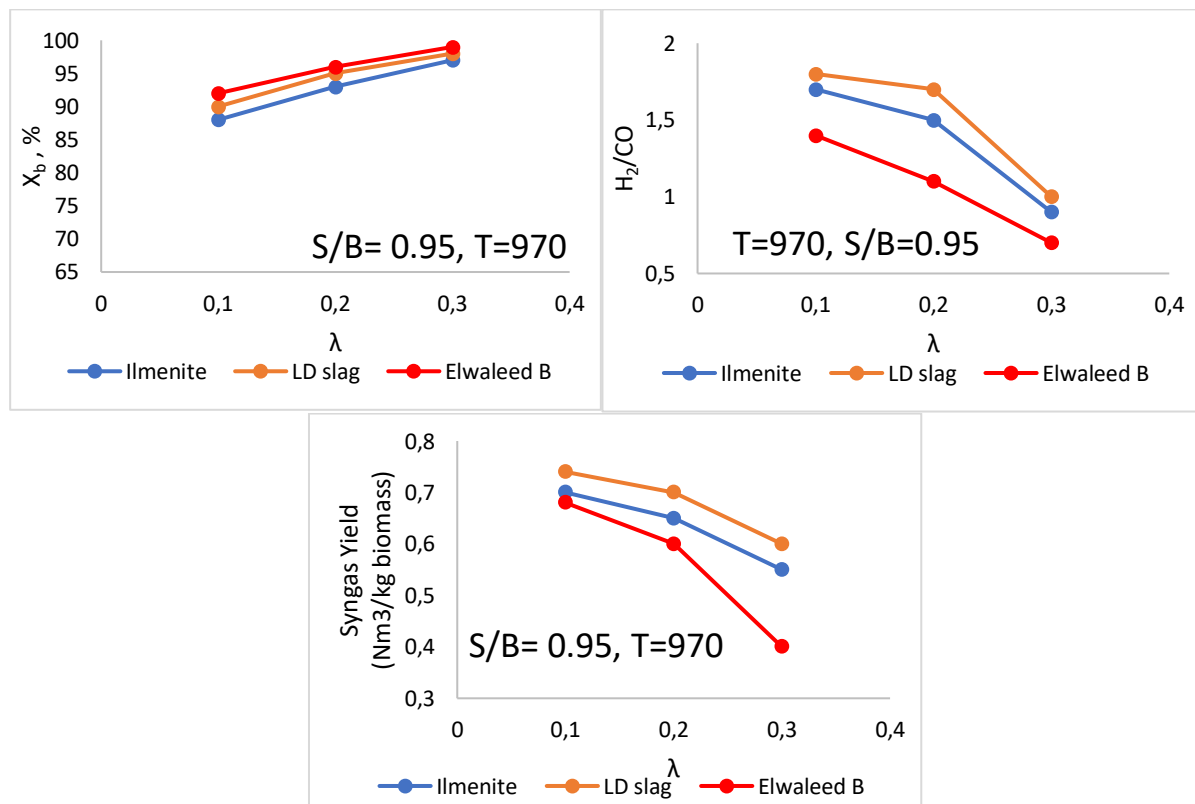 100
95
90
85
80
75
70
65
X_b , %
S/B= 0.95, T=970
0 0,1 0,2 0,3 0,4
λ
Ilmenite LD slag Elwaleed B
2
1,5
1
0,5
H₂/CO
T=970, S/B=0.95
0 0,1 0,2 0,3 0,4
λ
Ilmenite LD slag Elwaleed B
0,8
0,7
0,6
0,5
0,4
0,3
Syngas Yield
(Nm3/kg biomass)
S/B= 0.95, T=970
0 0,1 0,2 0,3 0,4
λ
Ilmenite LD slag Elwaleed B